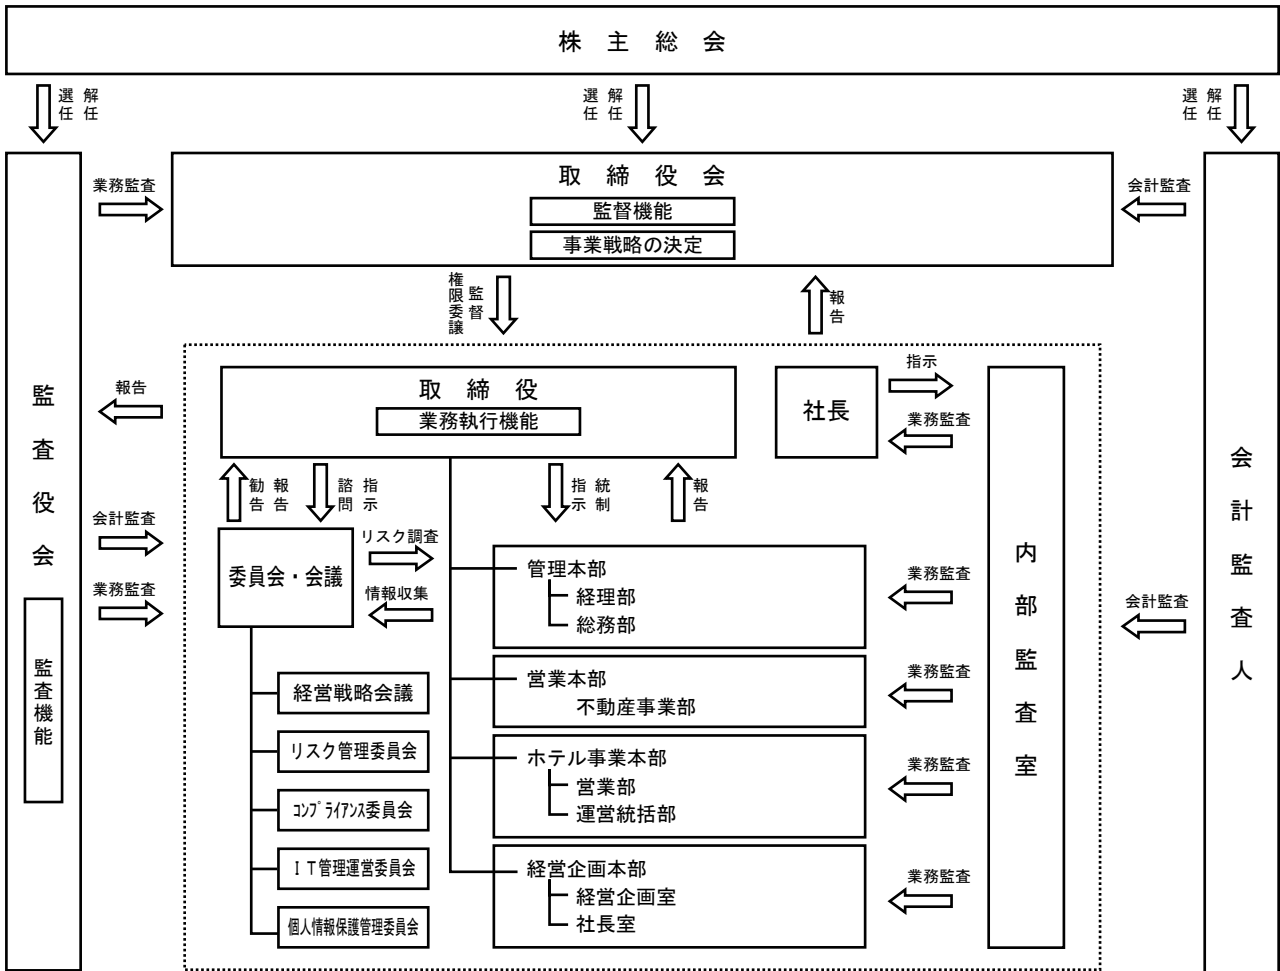 株主総会
選任 解任
選任 解任
選任 解任
取締役会
監督機能
事業戦略の決定
業務監査
会計監査
権限委譲
監督
報告
監査役会
監査機能
報告
会計監査
業務監査
取締役
業務執行機能
社長
指示
業務監査
勧告 報告
諮問 指示
指示 統制
報告
委員会・会議
リスク調査
情報収集
経営戦略会議
リスク管理委員会
コンプライアンス委員会
IT管理運営委員会
個人情報保護管理委員会
管理本部
経理部
総務部
営業本部
不動産事業部
ホテル事業本部
営業部
運営統括部
経営企画本部
経営企画室
社長室
業務監査
業務監査
業務監査
業務監査
内部監査室
会計監査
会計監査人